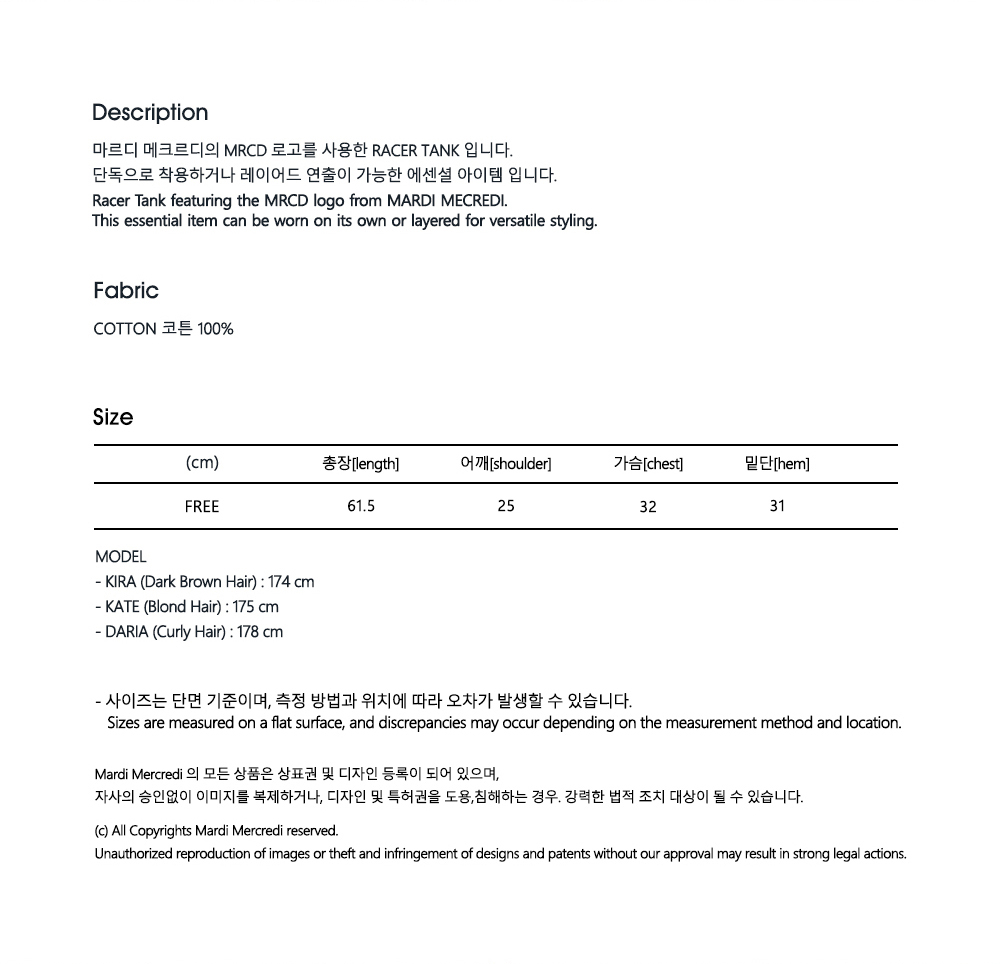 Description
마르디 메크르디의 MRCD 로고를 사용한 RACER TANK 입니다.
단독으로 착용하거나 레이어드 연출이 가능한 에센셜 아이템 입니다.
Racer Tank featuring the MRCD logo from MARDI MECREDI.
This essential item can be worn on its own or layered for versatile styling.
Fabric
COTTON 코튼 100%
Size
(cm) 총장[length] 어깨[shoulder] 가슴[chest] 밑단[hem]
FREE 61.5 25 32 31
MODEL
- KIRA (Dark Brown Hair) : 174 cm
- KATE (Blond Hair) : 175 cm
- DARIA (Curly Hair) : 178 cm
- 사이즈는 단면 기준이며, 측정 방법과 위치에 따라 오차가 발생할 수 있습니다.
Sizes are measured on a flat surface, and discrepancies may occur depending on the measurement method and location.
Mardi Mercredi 의 모든 상품은 상표권 및 디자인 등록이 되어 있으며,
자사의 승인없이 이미지를 복제하거나, 디자인 및 특허권을 도용,침해하는 경우. 강력한 법적 조치 대상이 될 수 있습니다.
(c) All Copyrights Mardi Mercredi reserved.
Unauthorized reproduction of images or theft and infringement of designs and patents without our approval may result in strong legal actions.